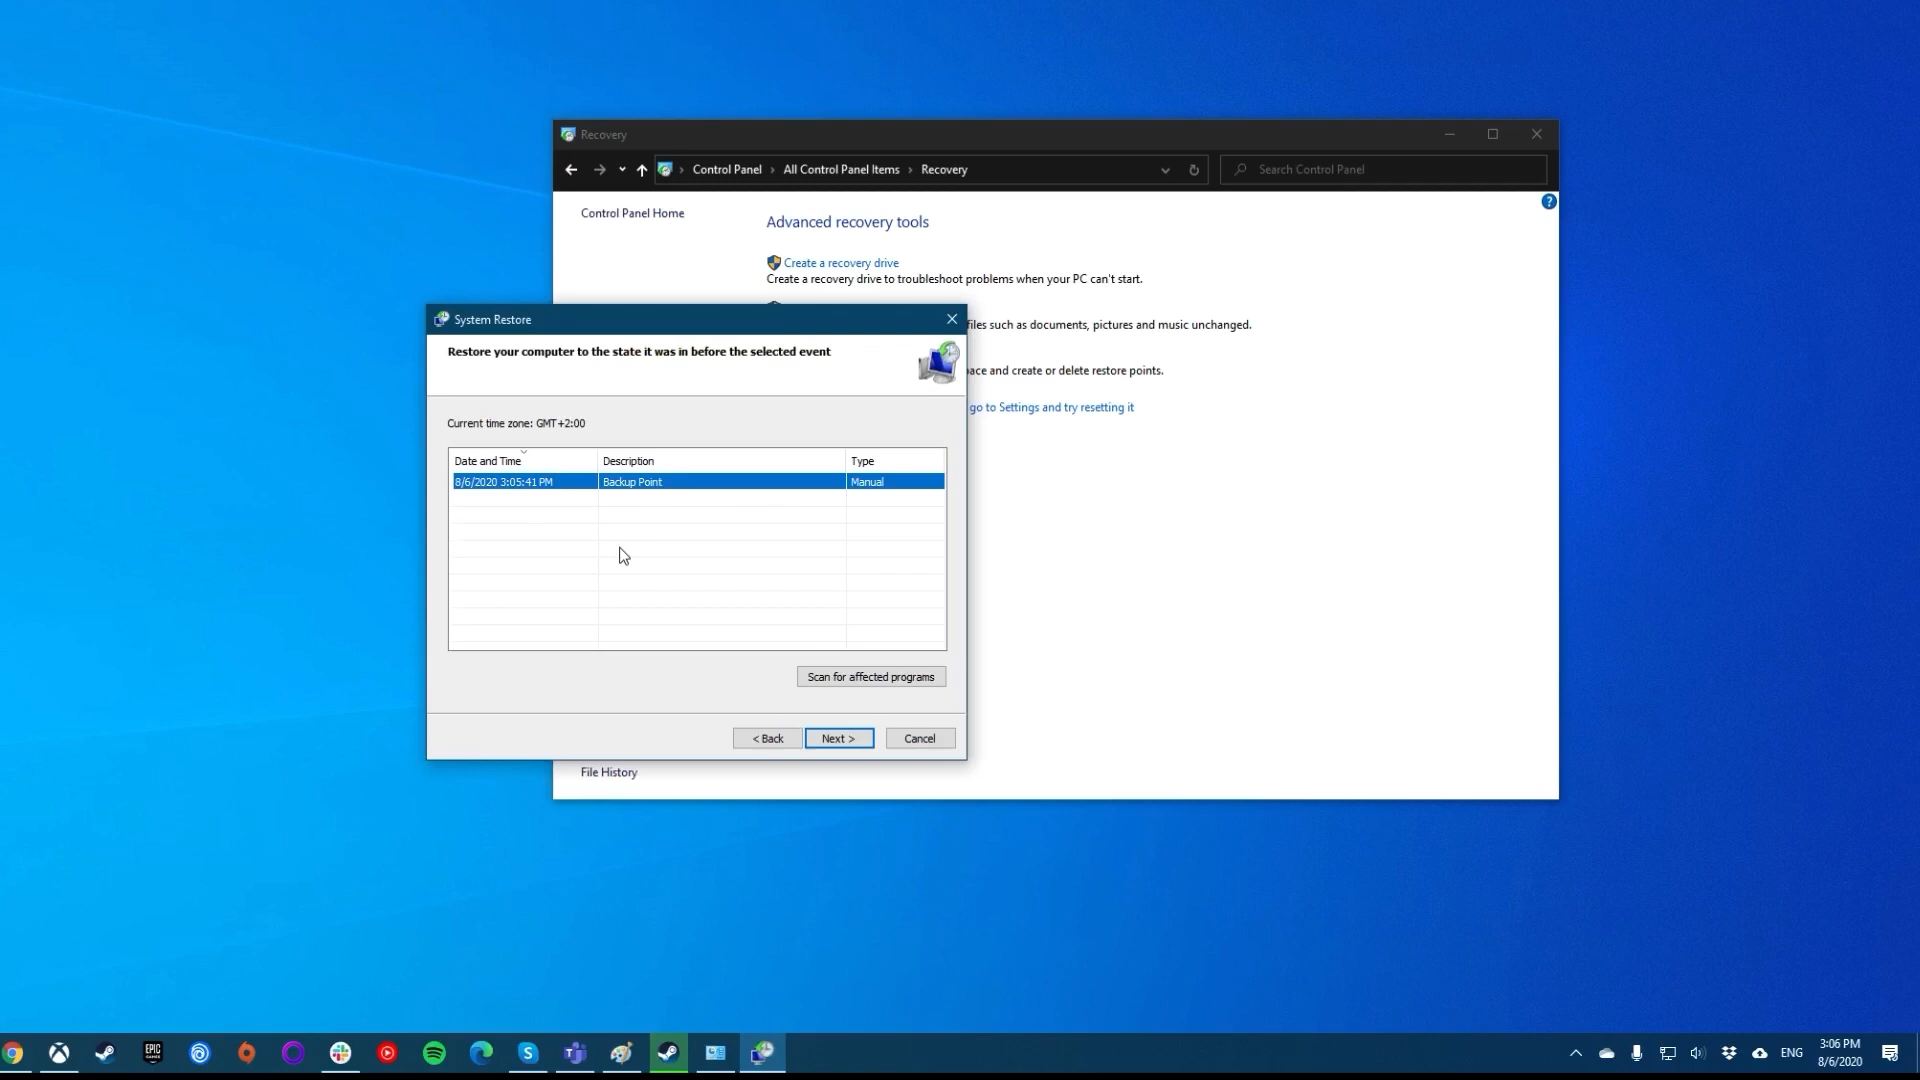 Recovery
Control Panel › All Control Panel Items › Recovery
Search Control Panel
Control Panel Home
Advanced recovery tools
Create a recovery drive
Create a recovery drive to troubleshoot problems when your PC can't start.
files such as documents, pictures and music unchanged.
and create or delete restore points.
go to Settings and try resetting it
File History
System Restore
Restore your computer to the state it was in before the selected event
Current time zone: GMT+2:00
Date and Time Description Type
8/6/2020 3:05:41 PM Backup Point Manual
Scan for affected programs
< Back Next > Cancel
EPIC GAMES
ENG
3:06 PM
8/6/2020